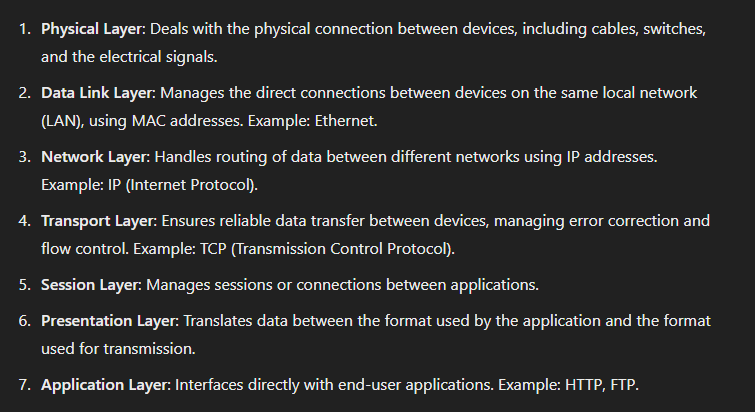 1. Physical Layer: Deals with the physical connection between devices, including cables, switches,
and the electrical signals.
2. Data Link Layer: Manages the direct connections between devices on the same local network
(LAN), using MAC addresses. Example: Ethernet.
3. Network Layer: Handles routing of data between different networks using IP addresses.
Example: IP (Internet Protocol).
4. Transport Layer: Ensures reliable data transfer between devices, managing error correction and
flow control. Example: TCP (Transmission Control Protocol).
5. Session Layer: Manages sessions or connections between applications.
6. Presentation Layer: Translates data between the format used by the application and the format
used for transmission.
7. Application Layer: Interfaces directly with end-user applications. Example: HTTP, FTP.